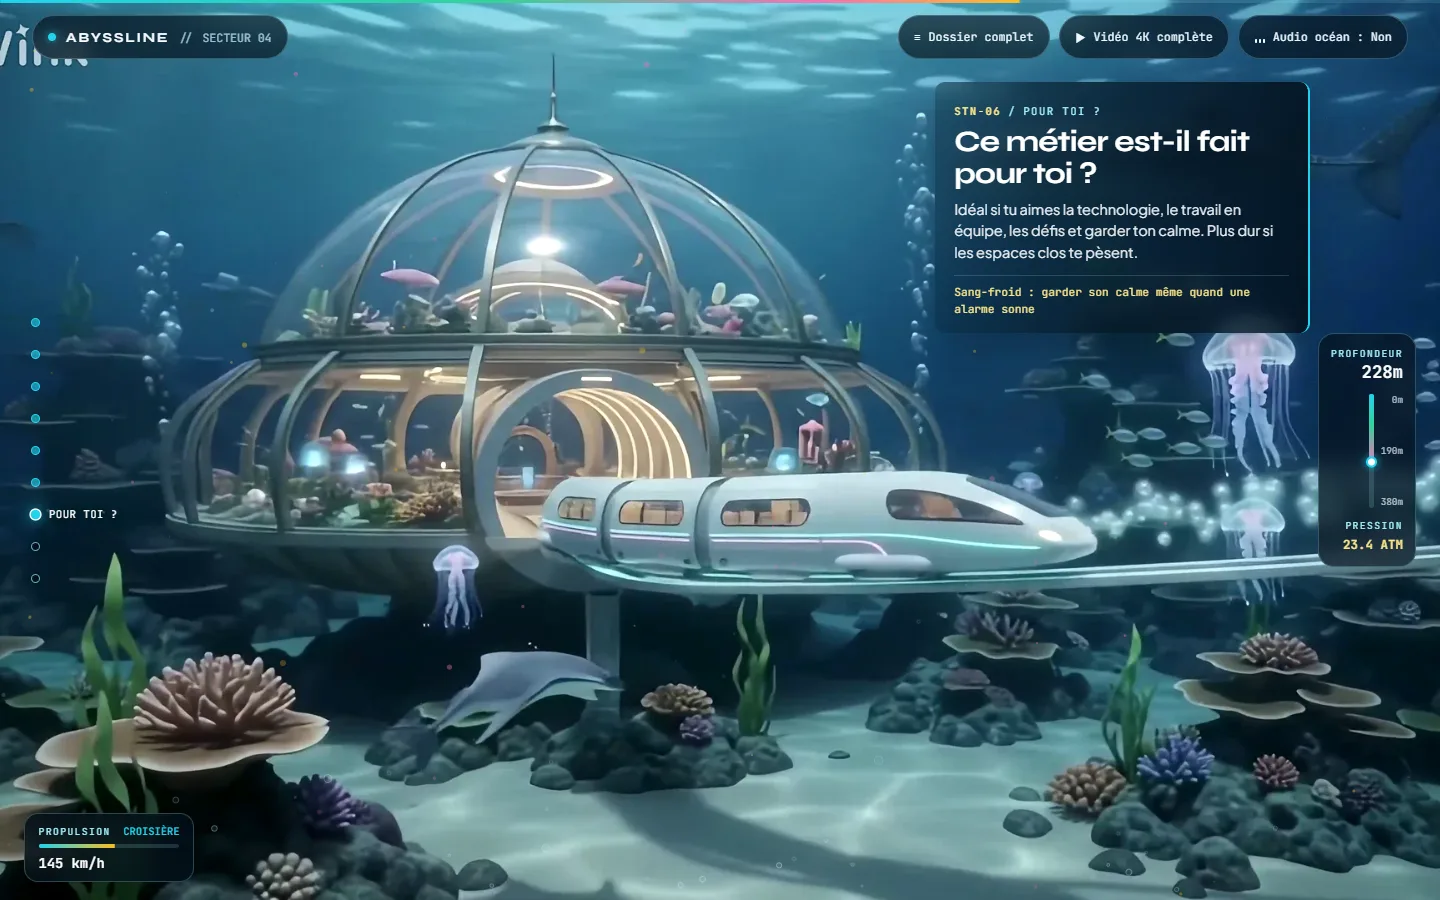 ABYSSLINE // SECTEUR 04
≡ Dossier complet
▶ Vidéo 4K complète
Audio océan : Non
STN-06 / POUR TOI ?
Ce métier est-il fait
pour toi ?
Idéal si tu aimes la technologie, le travail en
équipe, les défis et garder ton calme. Plus dur si
les espaces clos te pèsent.
Sang-froid : garder son calme même quand une
alarme sonne
PROFONDEUR
228m
0m
190m
380m
PRESSION
23.4 ATM
POUR TOI ?
PROPULSION CROISIÈRE
145 km/h